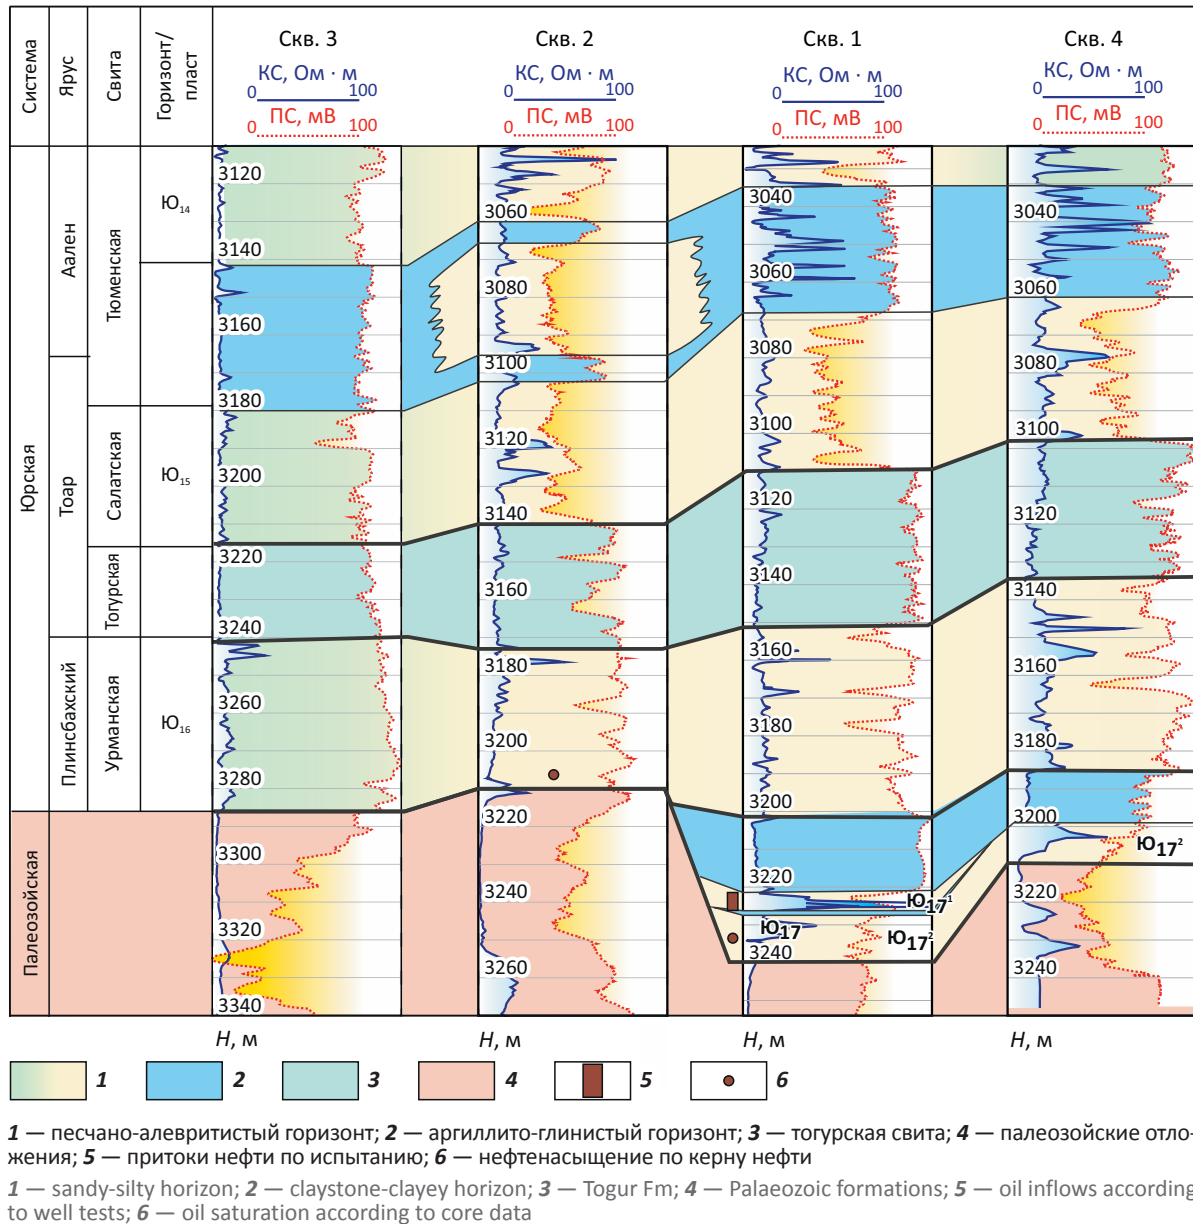 Система
Ярус
Свита
Горизонт/
пласт
Скв. 3
КС, Ом · м
0 100
ПС, мВ
0 100
Скв. 2
КС, Ом · м
0 100
ПС, мВ
0 100
Скв. 1
КС, Ом · м
0 100
ПС, мВ
0 100
Скв. 4
КС, Ом · м
0 100
ПС, мВ
0 100
Юрская
Палеозойская
Аален
Тоар
Плинсбахский
Тюменская
Салатская
Тогурская
Урманская
Ю₁₄
Ю₁₅
Ю₁₆
3120
3140
3160
3180
3200
3220
3240
3260
3280
3300
3320
3340
3060
3080
3100
3120
3140
3160
3180
3200
3220
3240
3260
3040
3060
3080
3100
3120
3140
3160
3180
3200
3220
3240
Ю17¹
Ю17
Ю17²
3040
3060
3080
3100
3120
3140
3160
3180
3200
3220
3240
Ю17²
H, м
H, м
H, м
H, м
1 2 3 4 5 6
1 — песчано-алевритистый горизонт; 2 — аргиллито-глинистый горизонт; 3 — тогурская свита; 4 — палеозойские отло-
жения; 5 — притоки нефти по испытанию; 6 — нефтенасыщение по керну нефти
1 — sandy-silty horizon; 2 — claystone-clayey horizon; 3 — Togur Fm; 4 — Palaeozoic formations; 5 — oil inflows according
to well tests; 6 — oil saturation according to core data